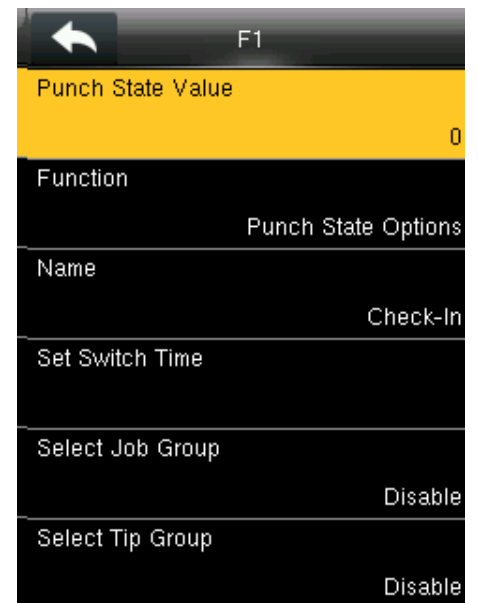 F1
Punch State Value
0
Function
Punch State Options
Name
Check-In
Set Switch Time
Select Job Group
Disable
Select Tip Group
Disable